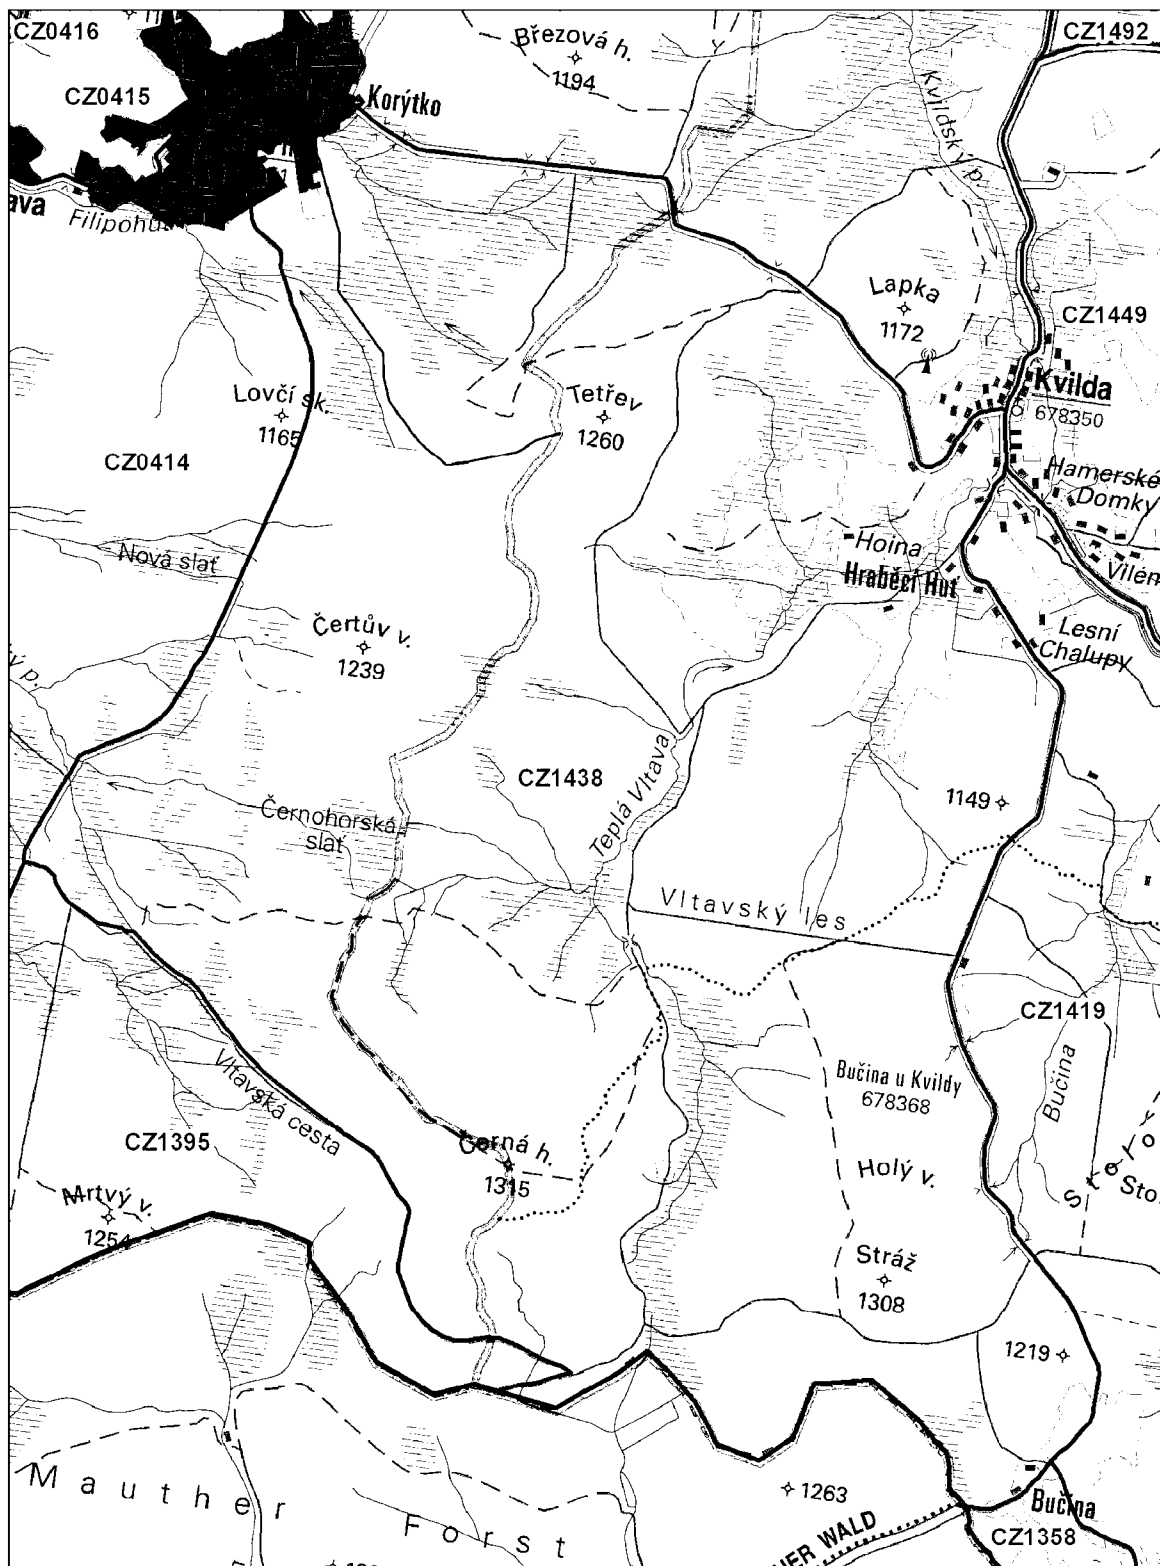 CZ0416
Březová h.
1194
CZ1492
CZ0415
Korýtko
Kvildský p.
ava
Lapka
1172
CZ1449
Lovčí sk.
1165
Tetřev
1260
Kvilda
678350
CZ0414
Hamerské
Domky
Nová slať
Hoina
Hraběcí Huť
Vilém
Čertův v.
1239
Lesní
Chalupy
ý p.
Teplá Vltava
CZ1438
1149
Černohorská
slať
Vltavský les
CZ1419
Vltavská cesta
Bučina u Kvildy
678368
Bučina
CZ1395
Černá h.
1315
Holý v.
Mrtvý v.
1254
Stráž
1308
1219
Mauther Forst
1263
Bučina
CZ1358
HER WALD